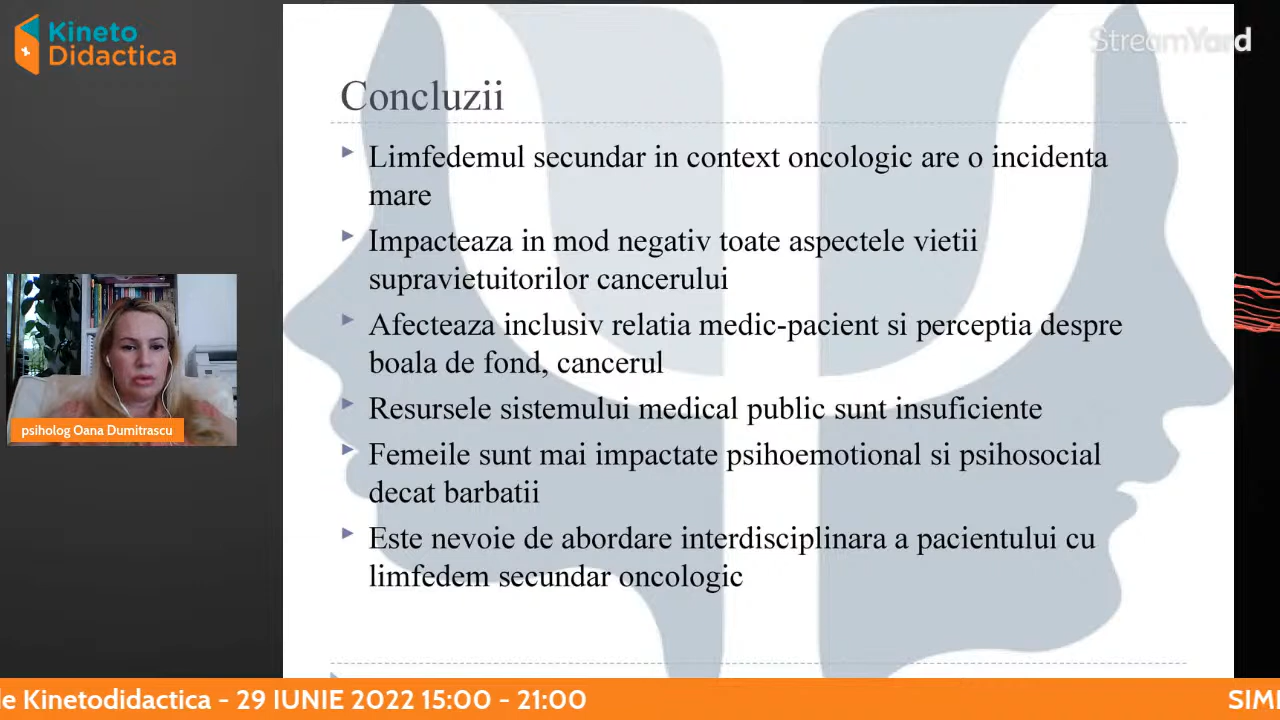 Kineto
Didactica
StreamYard
Concluzii
Limfedemul secundar in context oncologic are o incidenta
mare
Impacteaza in mod negativ toate aspectele vietii
supravietuitorilor cancerului
Afecteaza inclusiv relatia medic-pacient si perceptia despre
boala de fond, cancerul
Resursele sistemului medical public sunt insuficiente
Femeile sunt mai impactate psihoemotional si psihosocial
decat barbatii
Este nevoie de abordare interdisciplinara a pacientului cu
limfedem secundar oncologic
psiholog Oana Dumitrascu
Kinetodidactica - 29 IUNIE 2022 15:00 - 21:00